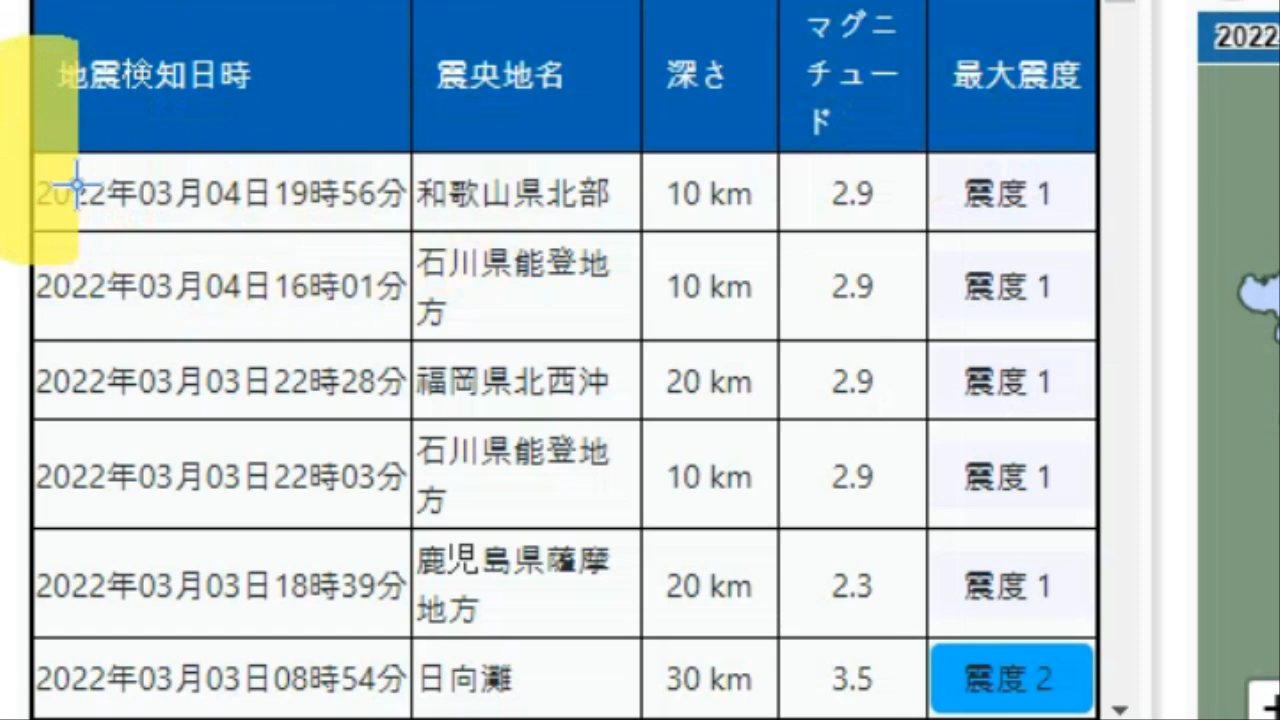 地震検知日時 震央地名 深さ マグニチュード 最大震度
2022年03月04日19時56分 和歌山県北部 10 km 2.9 震度 1
2022年03月04日16時01分 石川県能登地方 10 km 2.9 震度 1
2022年03月03日22時28分 福岡県北西沖 20 km 2.9 震度 1
2022年03月03日22時03分 石川県能登地方 10 km 2.9 震度 1
2022年03月03日18時39分 鹿児島県薩摩地方 20 km 2.3 震度 1
2022年03月03日08時54分 日向灘 30 km 3.5 震度 2
2022